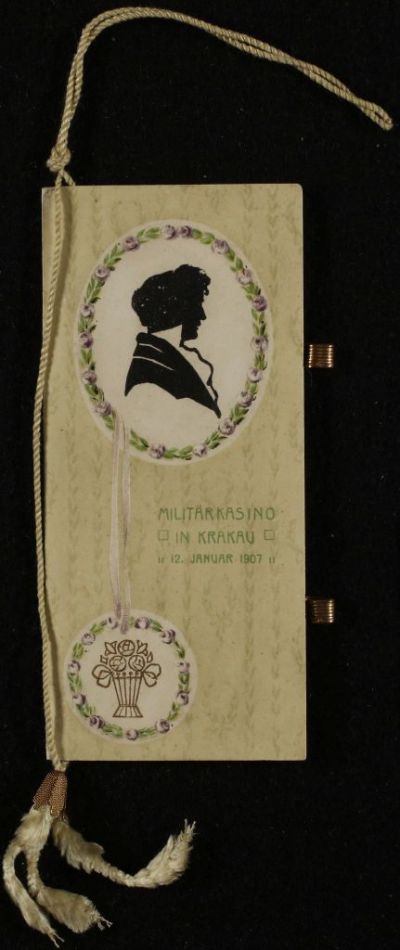 MILITÄRKASINO
IN KRAKAU
12. JANUAR 1907